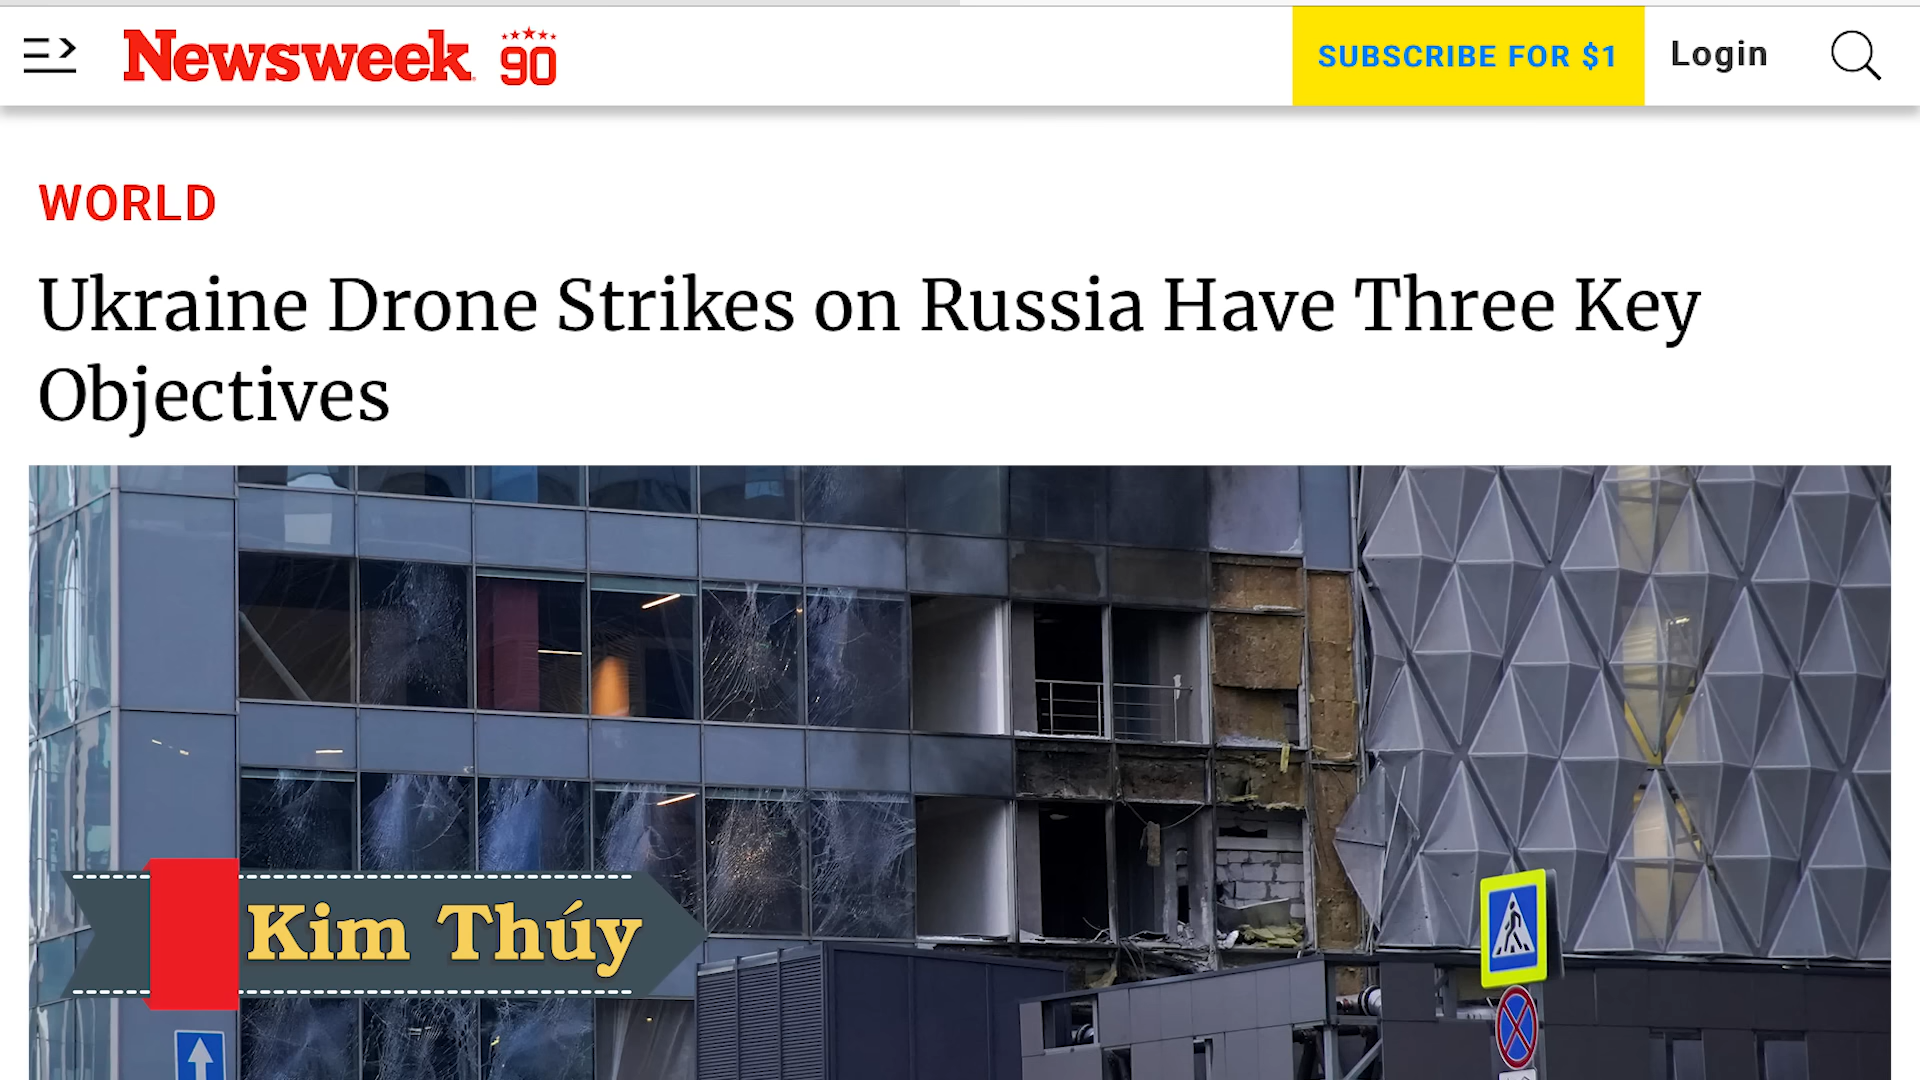 Newsweek 90
SUBSCRIBE FOR $1
Login
WORLD
Ukraine Drone Strikes on Russia Have Three Key
Objectives
Kim Thúy